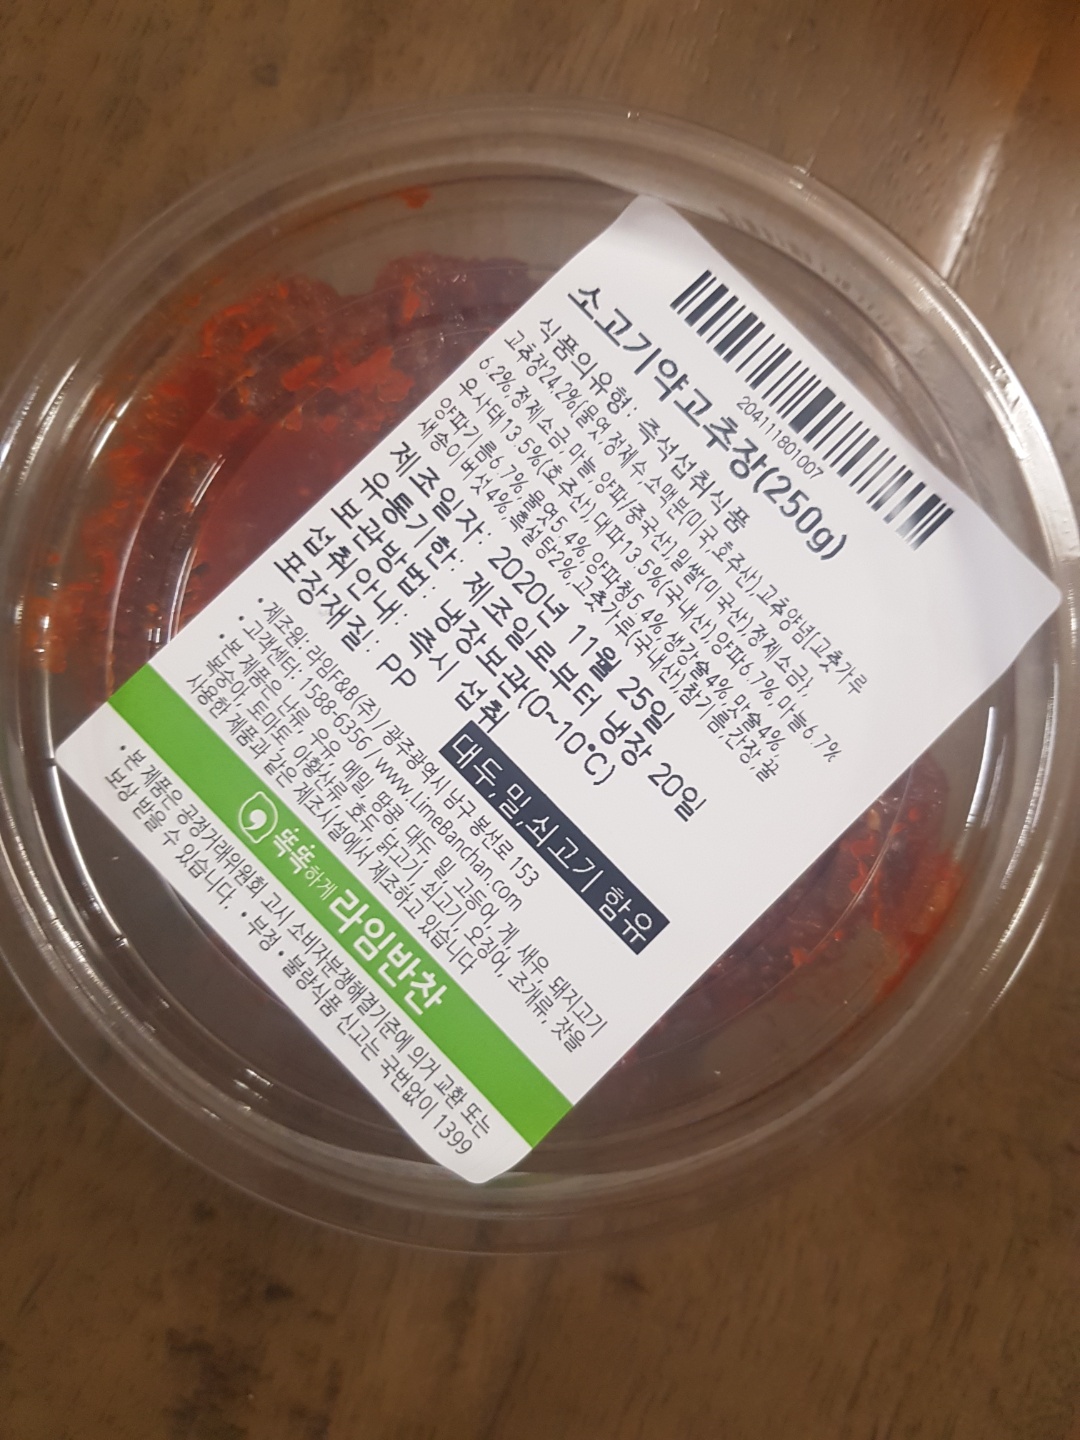 204111801007
소고기약고추장(250g)
식품의유형: 즉석섭취식품
고추장24.2%(물엿,정제수,소맥분(미국,호주산),고추양념[고춧가루
6.2%,정제소금,마늘,양파/중국산],밀쌀(미국산),정제소금),
우사태13.5%(호주산),대파13.5%(국내산),양파6.7%,마늘6.7%
양파기름6.7%,물엿5.4%,양파청5.4%,생강술4%,맛술4%,
새송이버섯4%,흑설탕2%,고춧가루(국내산),참기름,간장,꿀
제조일자: 2020년 11월 25일
유통기한: 제조일로부터 냉장 20일
보관방법: 냉장보관(0~10℃)
섭취안내: 즉시 섭취
포장재질: PP
대두,밀,쇠고기 함유
• 제조원: 라임F&B(주) / 광주광역시 남구 봉선로 153
• 고객센터: 1588-6356 / www.LimeBanchan.com
• 본 제품은 난류, 우유, 메밀, 땅콩, 대두, 밀, 고등어, 게, 새우, 돼지고기
복숭아, 토마토, 아황산류, 호두, 닭고기, 쇠고기, 오징어, 조개류, 잣을
사용한 제품과 같은 제조시설에서 제조하고 있습니다
똑똑하게 라임반찬
• 본 제품은 공정거래위원회 고시 소비자분쟁해결기준에 의거 교환 또는
보상 받을 수 있습니다. • 부정 • 불량식품 신고는 국번없이 1399